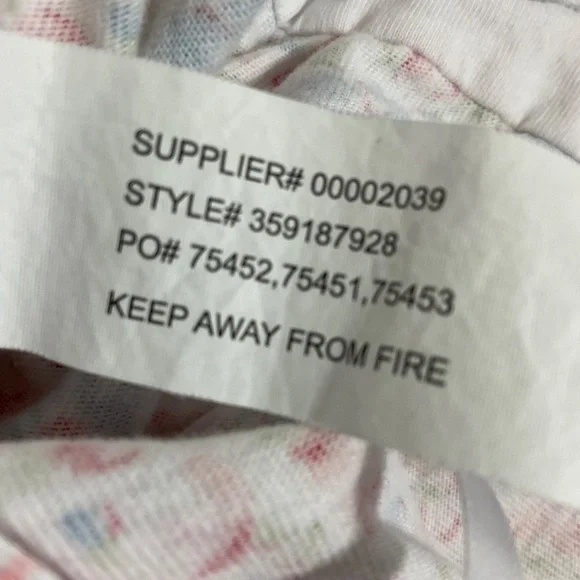 SUPPLIER# 00002039
STYLE# 359187928
PO# 75452,75451,75453
KEEP AWAY FROM FIRE